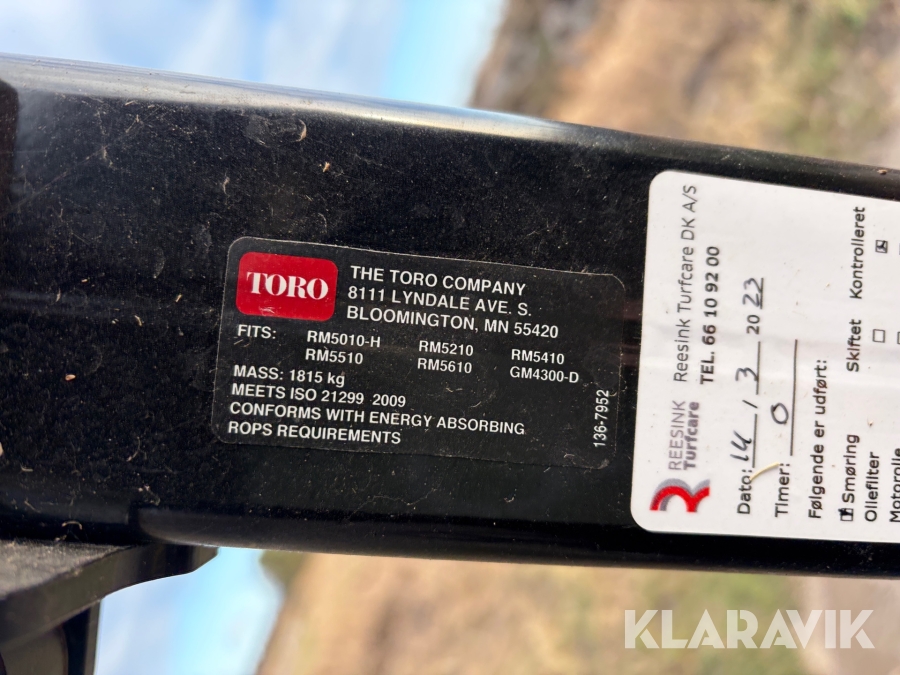 TORO
THE TORO COMPANY
8111 LYNDALE AVE. S.
BLOOMINGTON, MN 55420
FITS: RM5010-H RM5210 RM5410
RM5510 RM5610 GM4300-D
MASS: 1815 kg
MEETS ISO 21299 2009
CONFORMS WITH ENERGY ABSORBING
ROPS REQUIREMENTS
136-7952
REESINK
Turfcare
Reesink Turfcare DK A/S
TEL. 66 10 92 00
Dato: 14 / 3 2023
Timer: 0
Følgende er udført:
Skiftet Kontrolleret
Smøring
Oliefilter
Motorolie
KLARAVIK